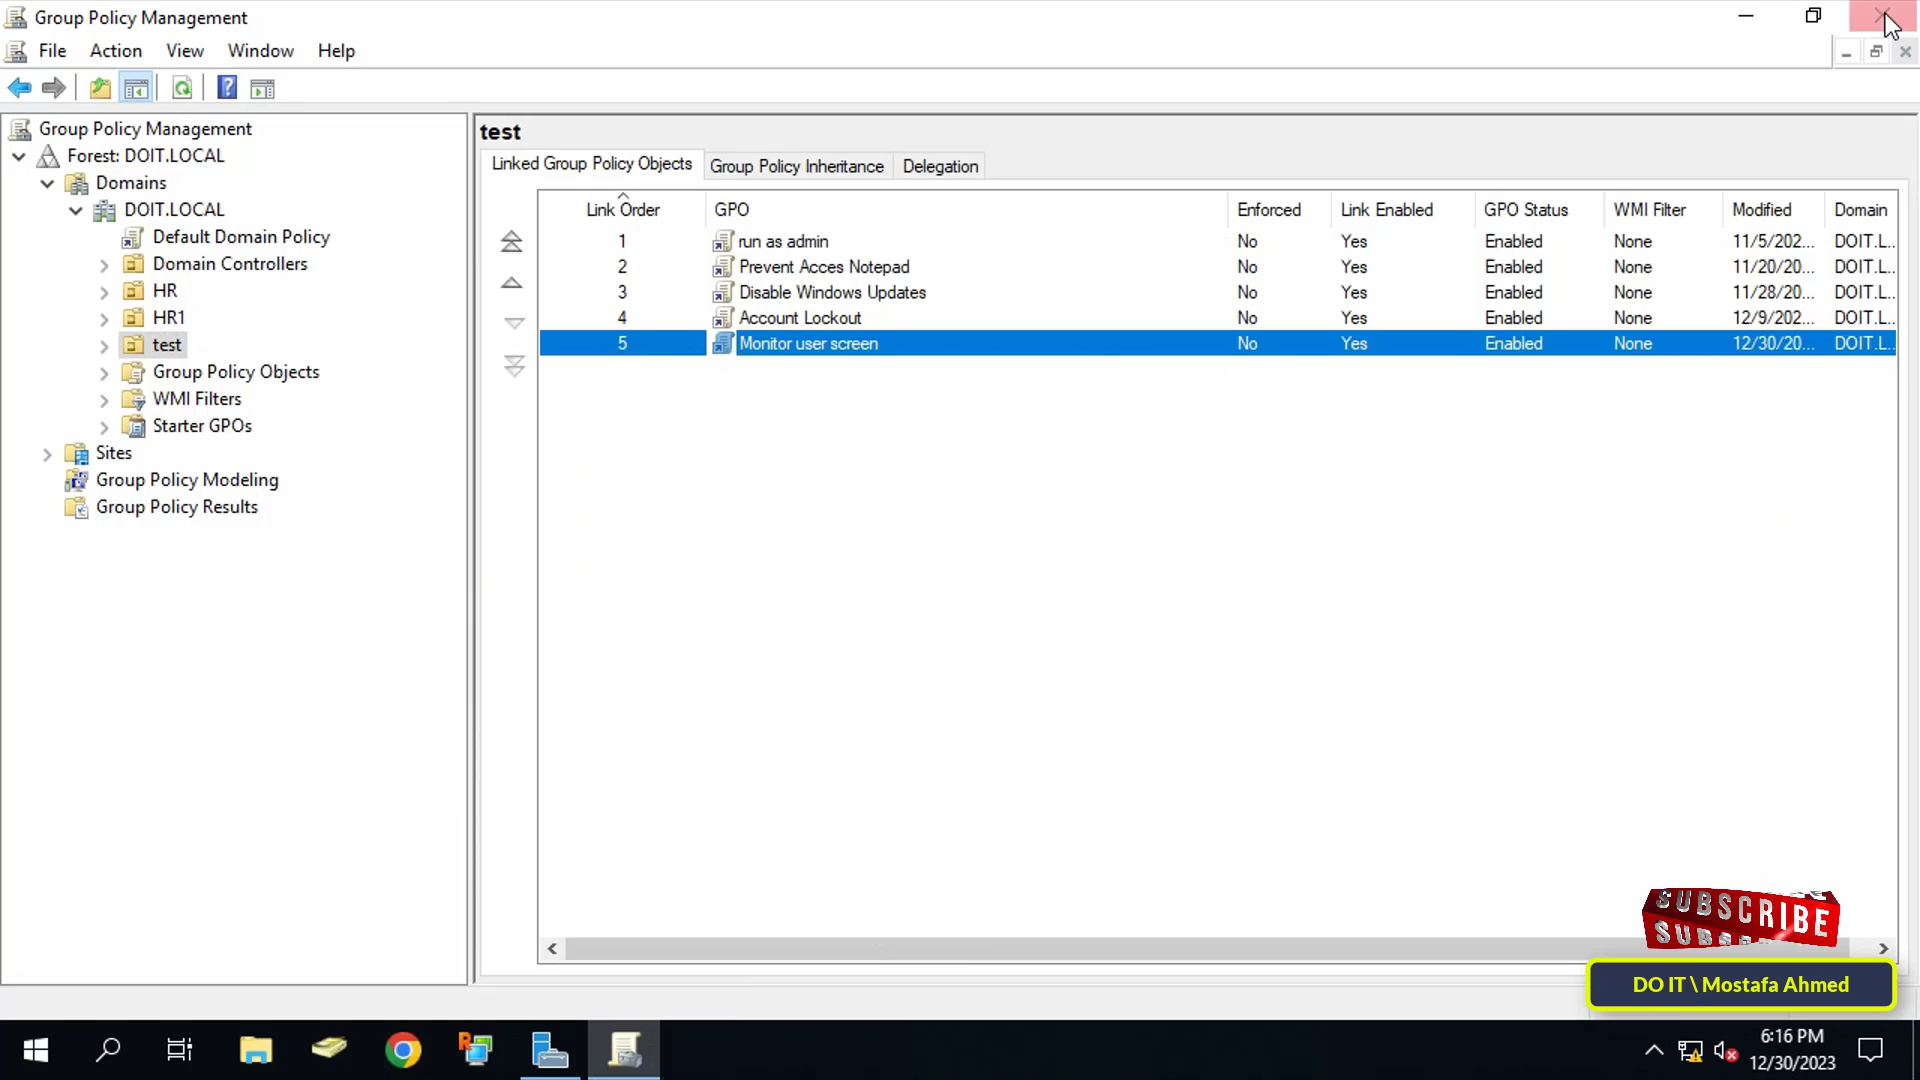 Group Policy Management
File Action View Window Help
Group Policy Management
Forest: DOIT.LOCAL
Domains
DOIT.LOCAL
Default Domain Policy
Domain Controllers
HR
HR1
test
Group Policy Objects
WMI Filters
Starter GPOs
Sites
Group Policy Modeling
Group Policy Results
test
Linked Group Policy Objects Group Policy Inheritance Delegation
Link Order GPO Enforced Link Enabled GPO Status WMI Filter Modified Domain
1 run as admin No Yes Enabled None 11/5/202... DOIT.L...
2 Prevent Acces Notepad No Yes Enabled None 11/20/20... DOIT.L...
3 Disable Windows Updates No Yes Enabled None 11/28/20... DOIT.L...
4 Account Lockout No Yes Enabled None 12/9/202... DOIT.L...
5 Monitor user screen No Yes Enabled None 12/30/20... DOIT.L...
SUBSCRIBE
DO IT \ Mostafa Ahmed
6:16 PM
12/30/2023